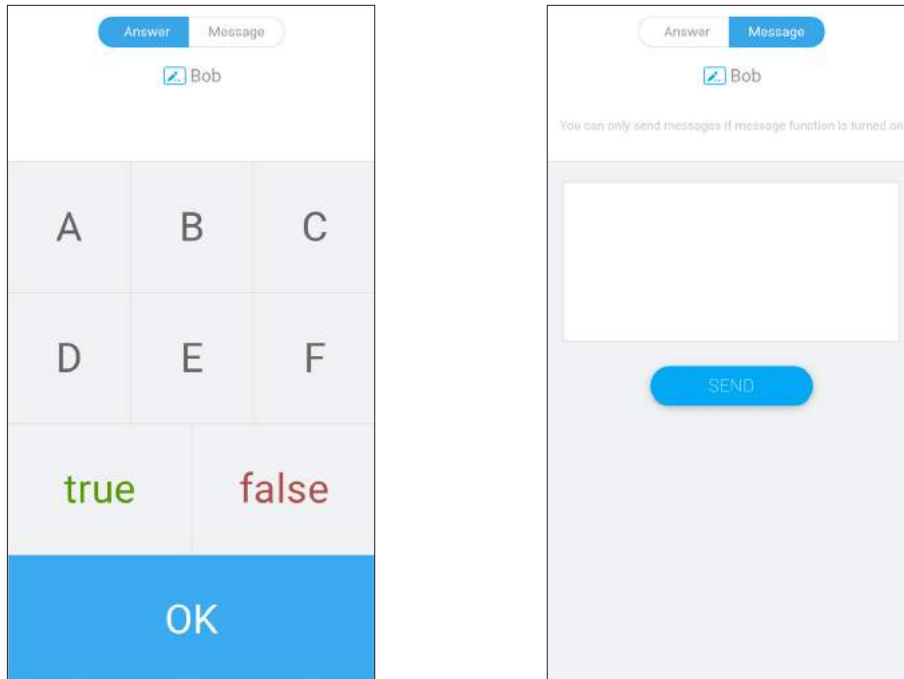 Answer Message
Bob
A B C
D E F
true false
OK
Answer Message
Bob
You can only send messages if message function is turned on
SEND